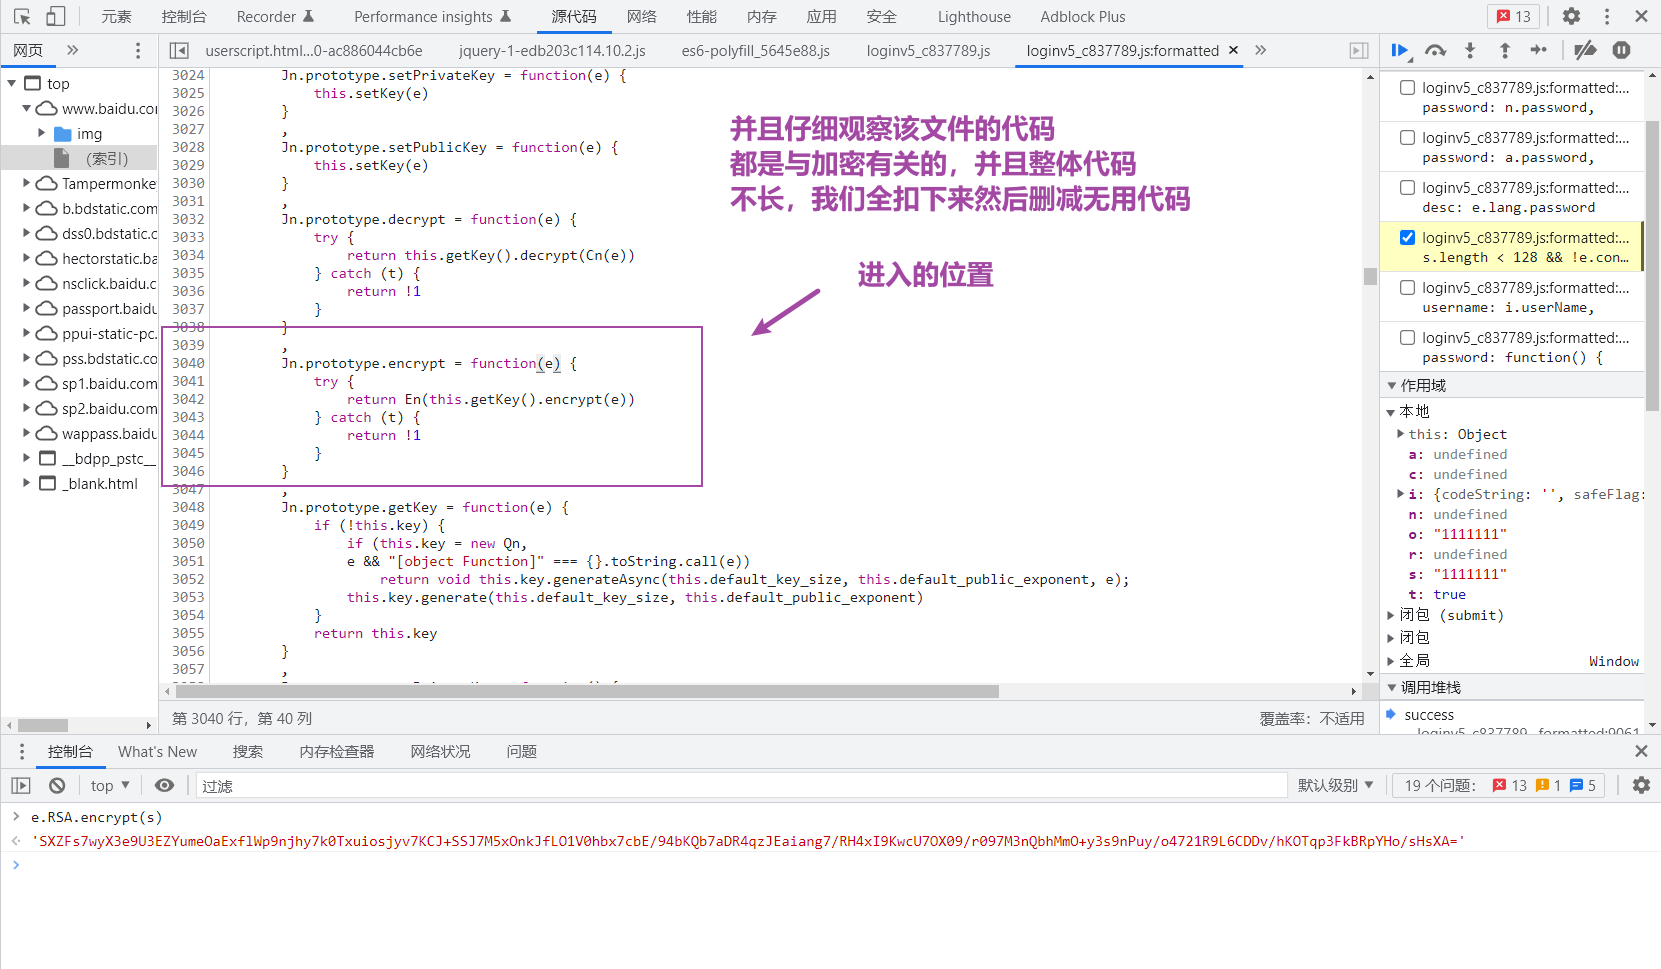 元素 控制台 Recorder Performance insights 源代码 网络 性能 内存 应用 安全 Lighthouse Adblock Plus 13
网页 userscript.html...0-ac886044cb6e jquery-1-edb203c114.10.2.js es6-polyfill_5645e88.js loginv5_c837789.js loginv5_c837789.js:formatted
top
www.baidu.co
img
(索引)
Tampermonke
b.bdstatic.com
dss0.bdstatic.c
hectorstatic.ba
nsclick.baidu.c
passport.baidu
ppui-static-pc.
pss.bdstatic.co
sp1.baidu.com
sp2.baidu.com
wappass.baidu
__bdpp_pstc__
_blank.html
3024 Jn.prototype.setPrivateKey = function(e) {
3025 this.setKey(e)
3026 }
3027 ,
3028 Jn.prototype.setPublicKey = function(e) {
3029 this.setKey(e)
3030 }
3031 ,
3032 Jn.prototype.decrypt = function(e) {
3033 try {
3034 return this.getKey().decrypt(Cn(e))
3035 } catch (t) {
3036 return !1
3037 }
3038 }
3039 ,
3040 Jn.prototype.encrypt = function(e) {
3041 try {
3042 return En(this.getKey().encrypt(e))
3043 } catch (t) {
3044 return !1
3045 }
3046 }
3047 ,
3048 Jn.prototype.getKey = function(e) {
3049 if (!this.key) {
3050 if (this.key = new Qn,
3051 e && "[object Function]" === {}.toString.call(e))
3052 return void this.key.generateAsync(this.default_key_size, this.default_public_exponent, e);
3053 this.key.generate(this.default_key_size, this.default_public_exponent)
3054 }
3055 return this.key
3056 }
3057 ,
并且仔细观察该文件的代码
都是与加密有关的，并且整体代码
不长，我们全扣下来然后删减无用代码
进入的位置
第 3040 行，第 40 列 覆盖率：不适用
loginv5_c837789.js:formatted:...
password: n.password,
loginv5_c837789.js:formatted:...
password: a.password,
loginv5_c837789.js:formatted:...
desc: e.lang.password
loginv5_c837789.js:formatted:...
s.length < 128 && !e.con...
loginv5_c837789.js:formatted:...
username: i.userName,
loginv5_c837789.js:formatted:...
password: function() {
作用域
本地
this: Object
a: undefined
c: undefined
i: {codeString: '', safeFlag:
n: undefined
o: "1111111"
r: undefined
s: "1111111"
t: true
闭包 (submit)
闭包
全局 Window
调用堆栈
success
控制台 What's New 搜索 内存检查器 网络状况 问题
top 过滤 默认级别 19 个问题： 13 1 5
e.RSA.encrypt(s)
'SXZFs7wyX3e9U3EZYumeOaExflWp9njhy7k0Txuiosjyv7KCJ+SSJ7M5xOnkJfLO1V0hbx7cbE/94bKQb7aDR4qzJEaiang7/RH4xI9KwcU7OX09/r097M3nQbhMmO+y3s9nPuy/o4721R9L6CDDv/hKOTqp3FkBRpYHo/sHsXA='